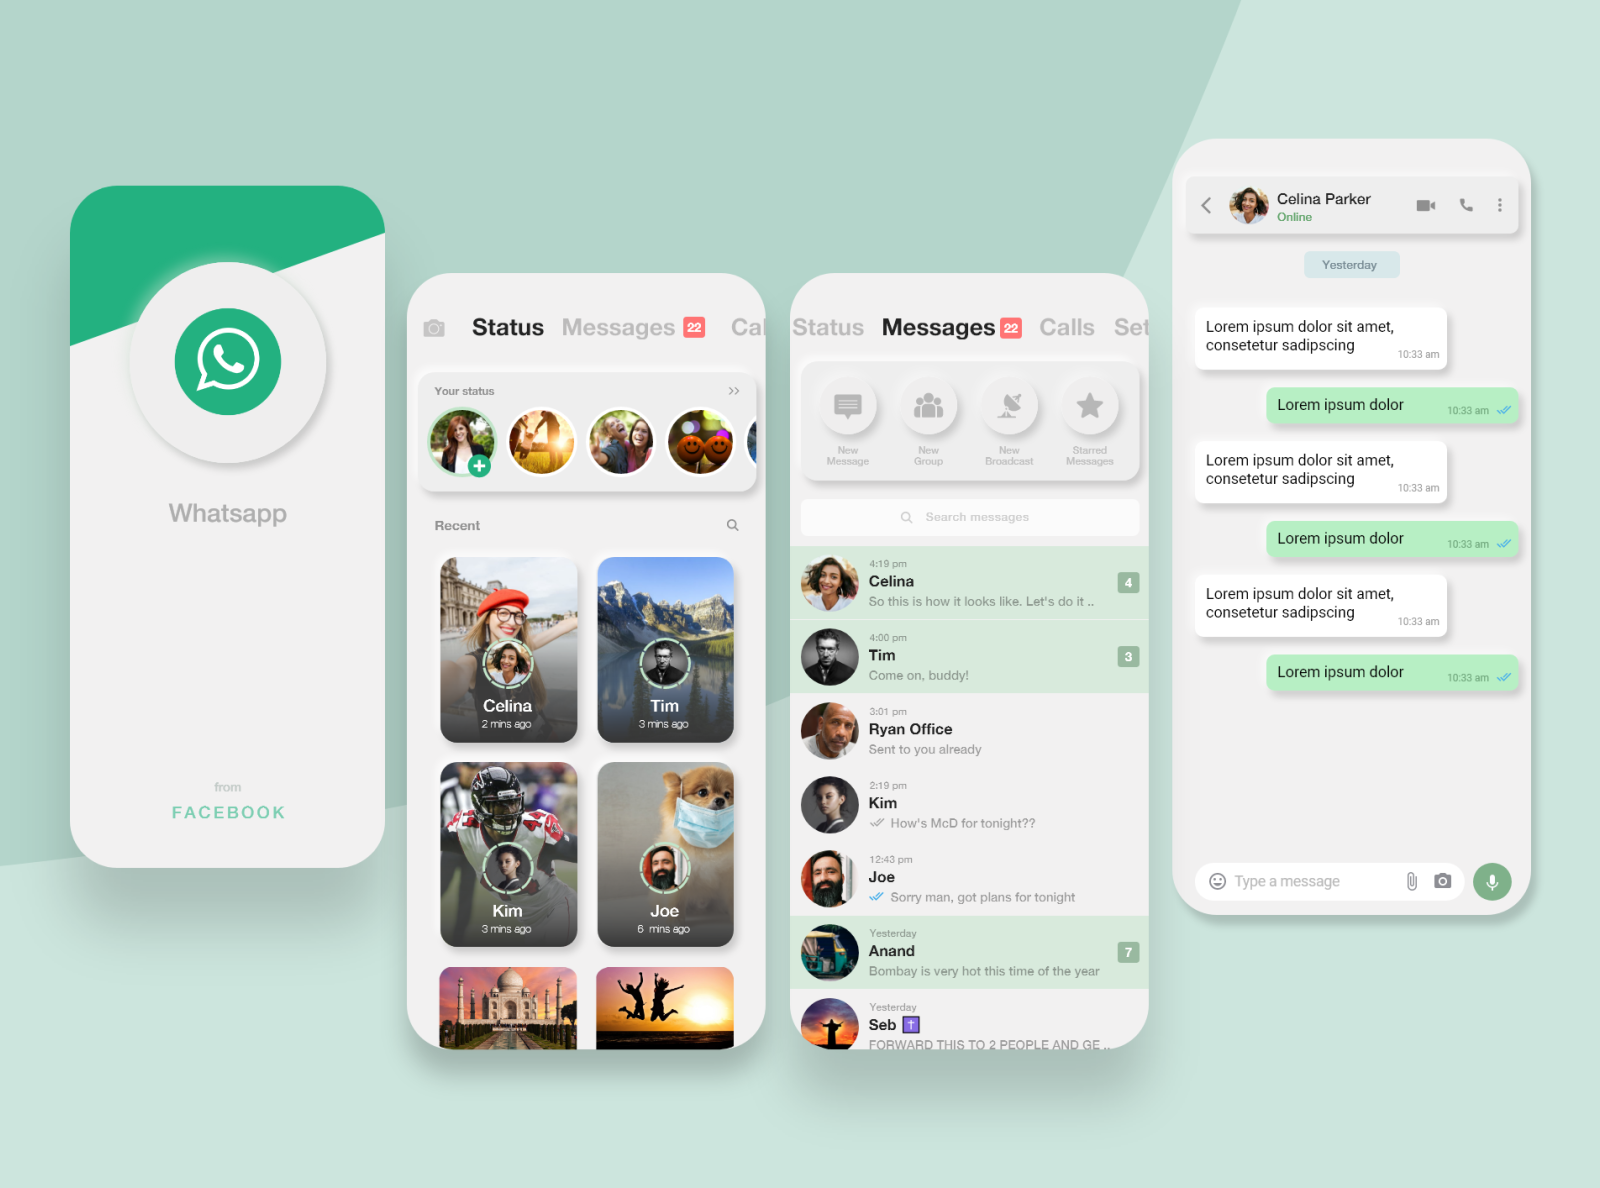 Whatsapp
from
FACEBOOK
Status Messages 22 Cal
Your status
Recent
Celina
2 mins ago
Tim
3 mins ago
Kim
3 mins ago
Joe
6 mins ago
Status Messages 22 Calls Set
New
Message
New
Group
New
Broadcast
Starred
Messages
Search messages
4:19 pm
Celina
4
So this is how it looks like. Let's do it ..
4:00 pm
Tim
3
Come on, buddy!
3:01 pm
Ryan Office
Sent to you already
2:19 pm
Kim
How's McD for tonight??
12:43 pm
Joe
Sorry man, got plans for tonight
Yesterday
Anand
7
Bombay is very hot this time of the year
Yesterday
Seb
FORWARD THIS TO 2 PEOPLE AND GE ..
Celina Parker
Online
Yesterday
Lorem ipsum dolor sit amet,
consetetur sadipscing
10:33 am
Lorem ipsum dolor 10:33 am
Lorem ipsum dolor sit amet,
consetetur sadipscing
10:33 am
Lorem ipsum dolor 10:33 am
Lorem ipsum dolor sit amet,
consetetur sadipscing
10:33 am
Lorem ipsum dolor 10:33 am
Type a message